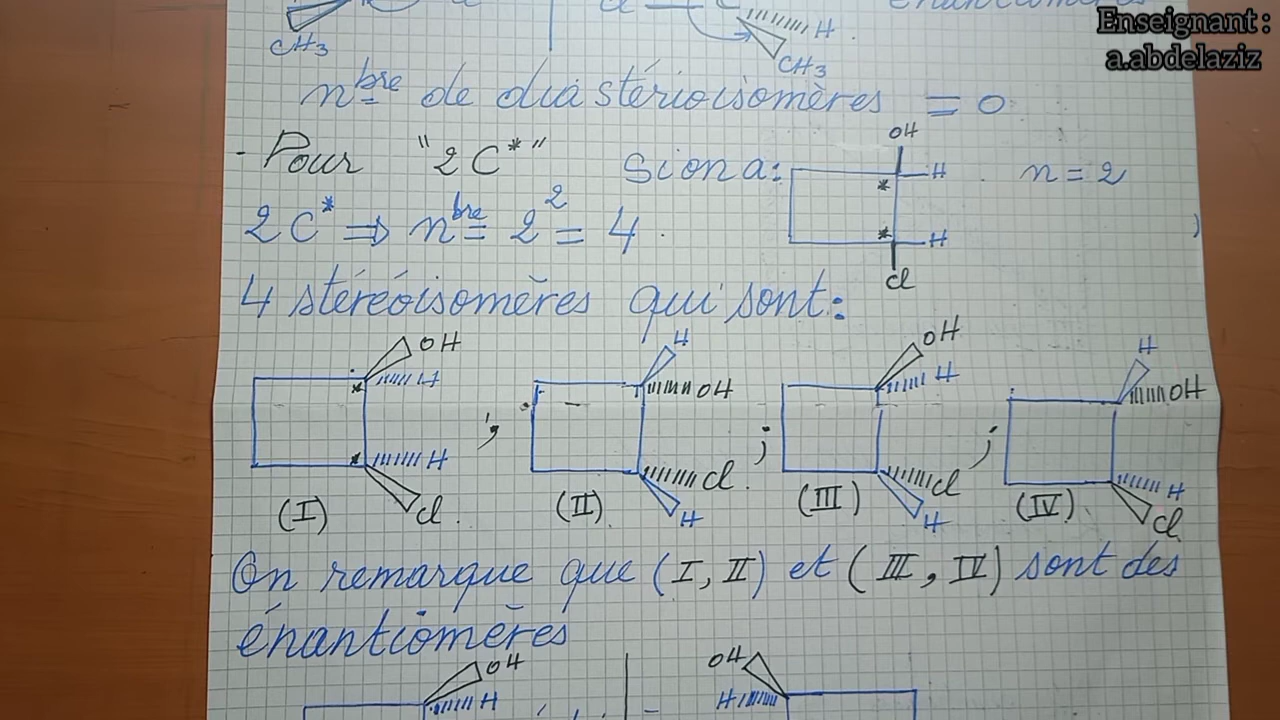 Enseignant :
a.abdelaziz
H
CH3
CH3
n bre de diastérioisomères = 0
- Pour "2C*" Si on a: n = 2
OH
H
*
2C* => n bre = 2² = 4.
*
H
Cl
4 stéréoisomères qui sont:
OH H OH H
* H OH H OH
, ; ;
* H Cl Cl H
Cl H H Cl
(I) (II) (III) (IV)
On remarque que (I, II) et (III, IV) sont des
énantiomères
OH OH
H H